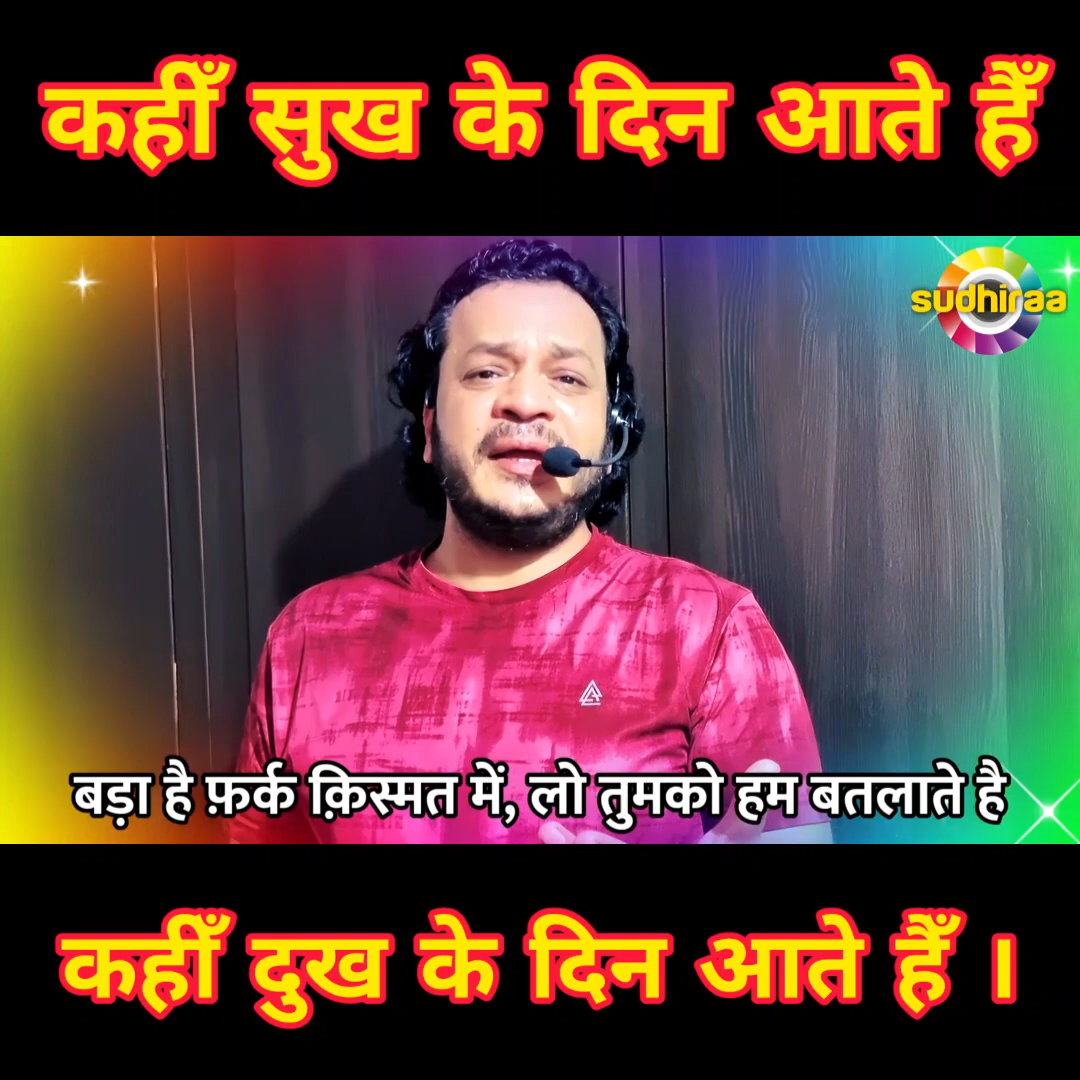 कहीँ सुख के दिन आते हैँ
sudhiraa
बड़ा है फ़र्क क़िस्मत में, लो तुमको हम बतलाते है
कहीँ दुख के दिन आते हैँ ।